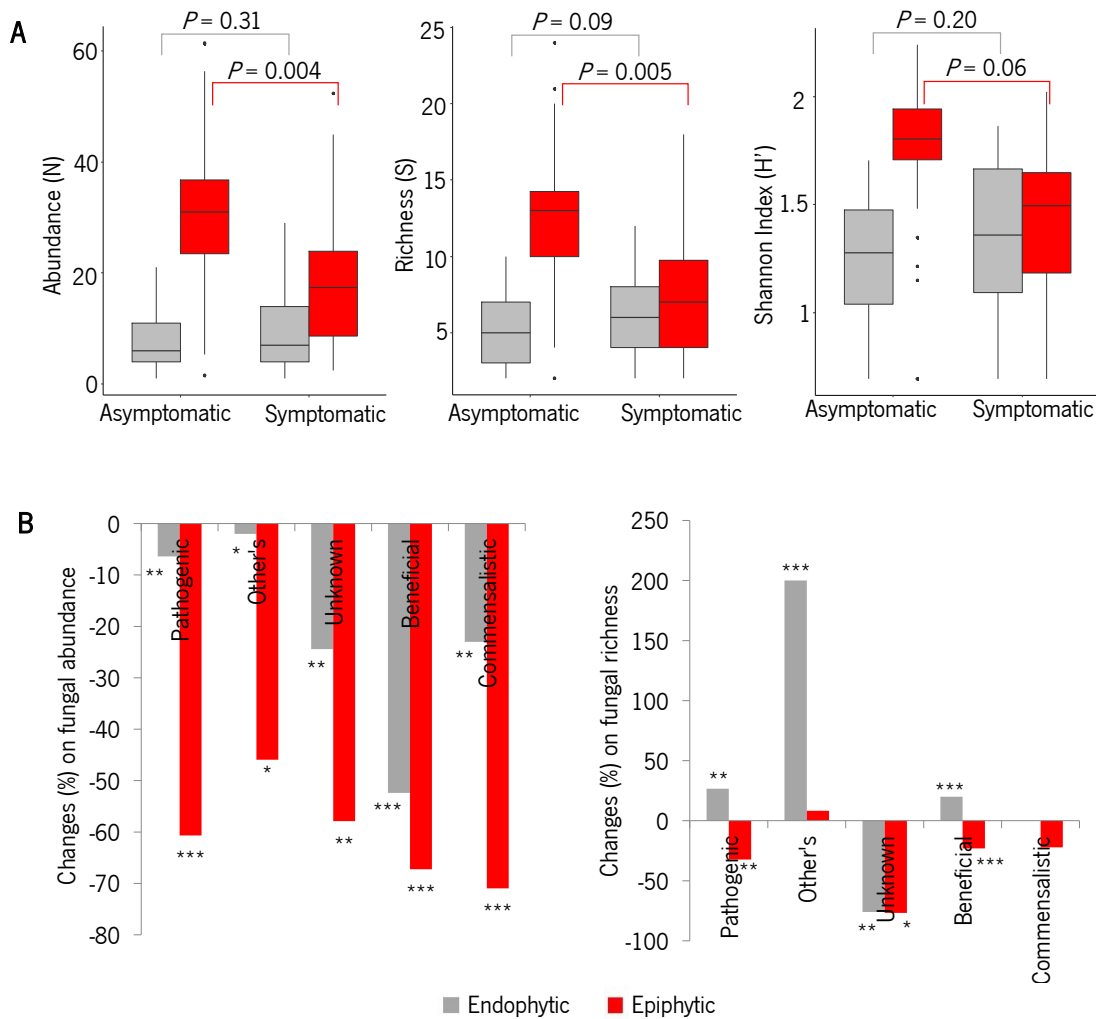 A
P = 0.31
P = 0.004
Abundance (N)
60
40
20
0
Asymptomatic
Symptomatic
P = 0.09
P = 0.005
Richness (S)
25
20
15
10
5
Asymptomatic
Symptomatic
P = 0.20
P = 0.06
Shannon Index (H')
2
1.5
1
Asymptomatic
Symptomatic
B
Changes (%) on fungal abundance
0
-10
-20
-30
-40
-50
-60
-70
-80
Pathogenic
Other's
Unknown
Beneficial
Commensalistic
**
***
*
*
**
**
***
***
**
***
Changes (%) on fungal richness
250
200
150
100
50
0
-50
-100
Pathogenic
Other's
Unknown
Beneficial
Commensalistic
**
**
***
**
*
***
***
Endophytic
Epiphytic